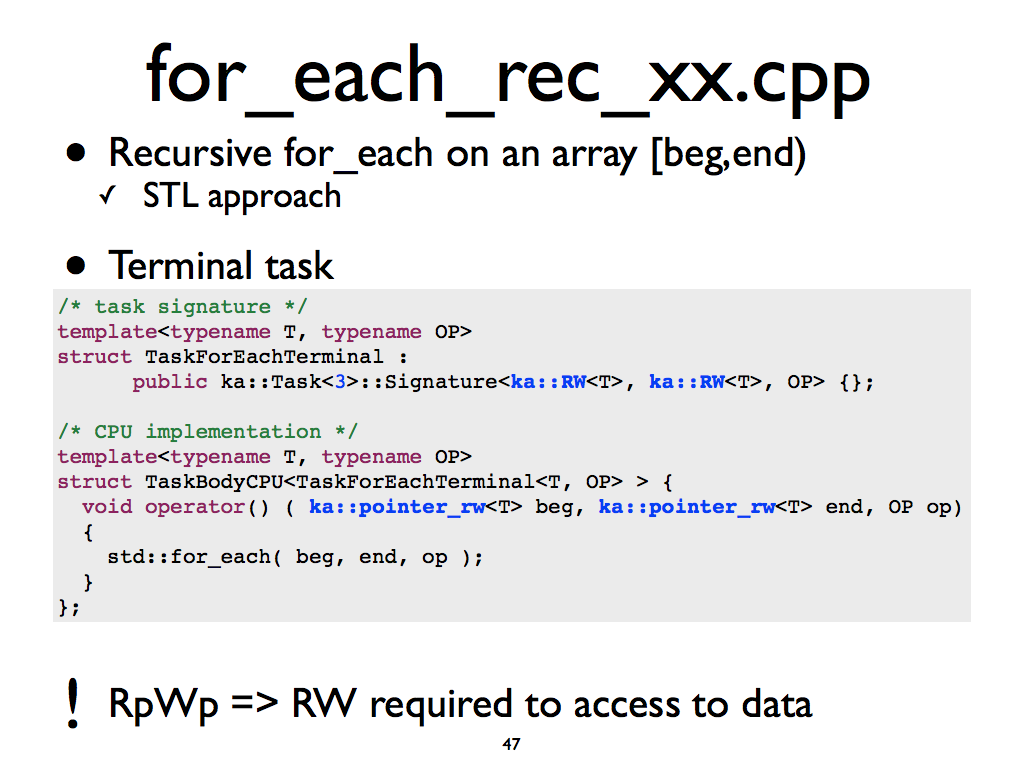 for_each_rec_xx.cpp
• Recursive for_each on an array [beg,end)
✓ STL approach
• Terminal task
/* task signature */
template<typename T, typename OP>
struct TaskForEachTerminal :
      public ka::Task<3>::Signature<ka::RW<T>, ka::RW<T>, OP> {};
/* CPU implementation */
template<typename T, typename OP>
struct TaskBodyCPU<TaskForEachTerminal<T, OP> > {
  void operator() ( ka::pointer_rw<T> beg, ka::pointer_rw<T> end, OP op)
  {
    std::for_each( beg, end, op );
  }
};
! RpWp => RW required to access to data
47